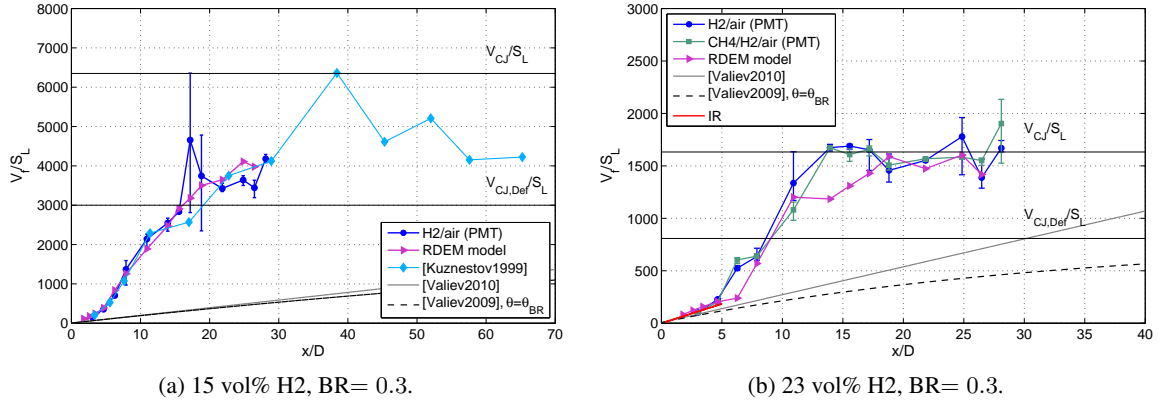 8000
7000
6000
5000
4000
3000
2000
1000
0
V_f/S_L
V_CJ/S_L
V_CJ,Def/S_L
H2/air (PMT)
RDEM model
[Kuznestov1999]
[Valiev2010]
[Valiev2009], θ=θ_BR
0 10 20 30 40 50 60 70
x/D
(a) 15 vol% H2, BR= 0.3.
3000
2500
2000
1500
1000
500
0
V_f/S_L
H2/air (PMT)
CH4/H2/air (PMT)
RDEM model
[Valiev2010]
[Valiev2009], θ=θ_BR
IR
V_CJ/S_L
V_CJ,Def/S_L
0 5 10 15 20 25 30 35 40
x/D
(b) 23 vol% H2, BR= 0.3.